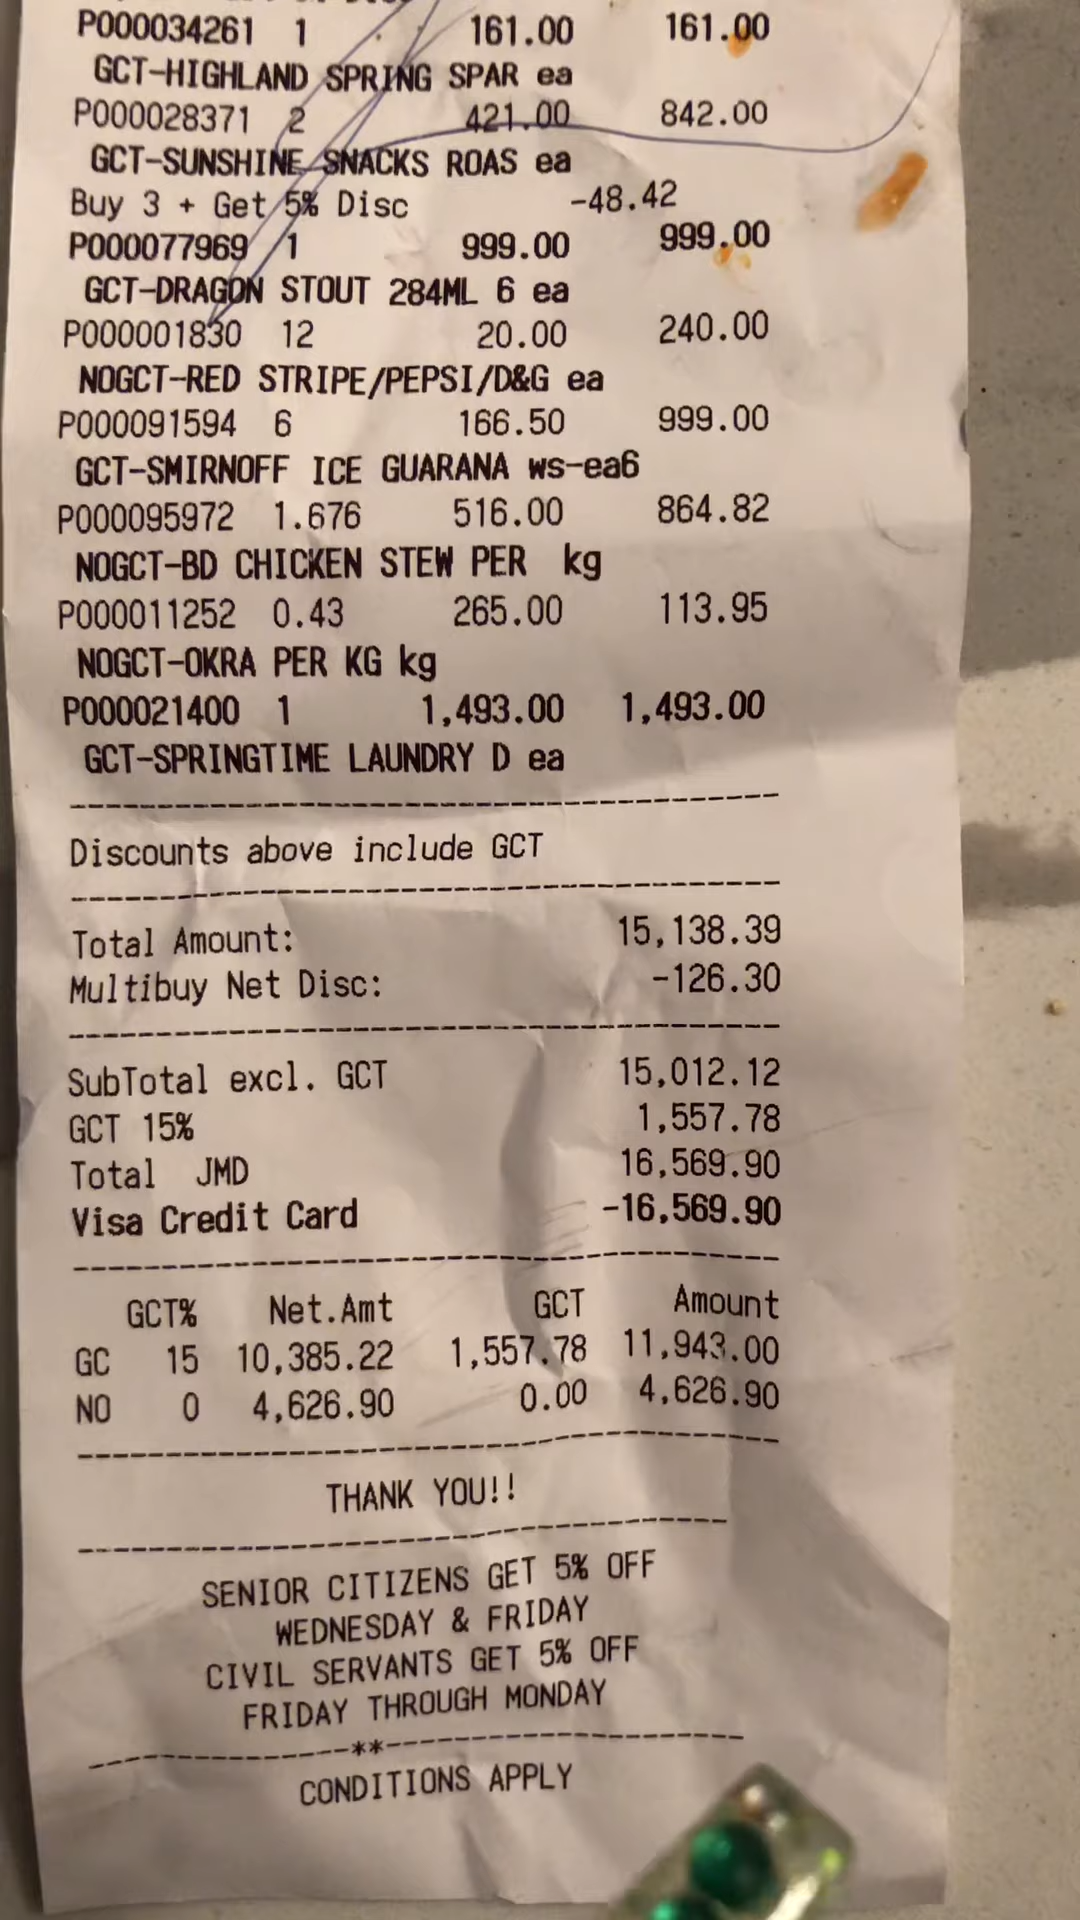 P000034261 1 161.00 161.00
GCT-HIGHLAND SPRING SPAR ea
P000028371 2 421.00 842.00
GCT-SUNSHINE SNACKS ROAS ea
Buy 3 + Get 5% Disc -48.42
P000077969 1 999.00 999.00
GCT-DRAGON STOUT 284ML 6 ea
P000001830 12 20.00 240.00
NOGCT-RED STRIPE/PEPSI/D&G ea
P000091594 6 166.50 999.00
GCT-SMIRNOFF ICE GUARANA ws-ea6
P000095972 1.676 516.00 864.82
NOGCT-BD CHICKEN STEW PER kg
P000011252 0.43 265.00 113.95
NOGCT-OKRA PER KG kg
P000021400 1 1,493.00 1,493.00
GCT-SPRINGTIME LAUNDRY D ea
Discounts above include GCT
Total Amount: 15,138.39
Multibuy Net Disc: -126.30
SubTotal excl. GCT 15,012.12
GCT 15% 1,557.78
Total JMD 16,569.90
Visa Credit Card -16,569.90
GCT% Net.Amt GCT Amount
GC 15 10,385.22 1,557.78 11,943.00
NO 0 4,626.90 0.00 4,626.90
THANK YOU!!
SENIOR CITIZENS GET 5% OFF
WEDNESDAY & FRIDAY
CIVIL SERVANTS GET 5% OFF
FRIDAY THROUGH MONDAY
**
CONDITIONS APPLY